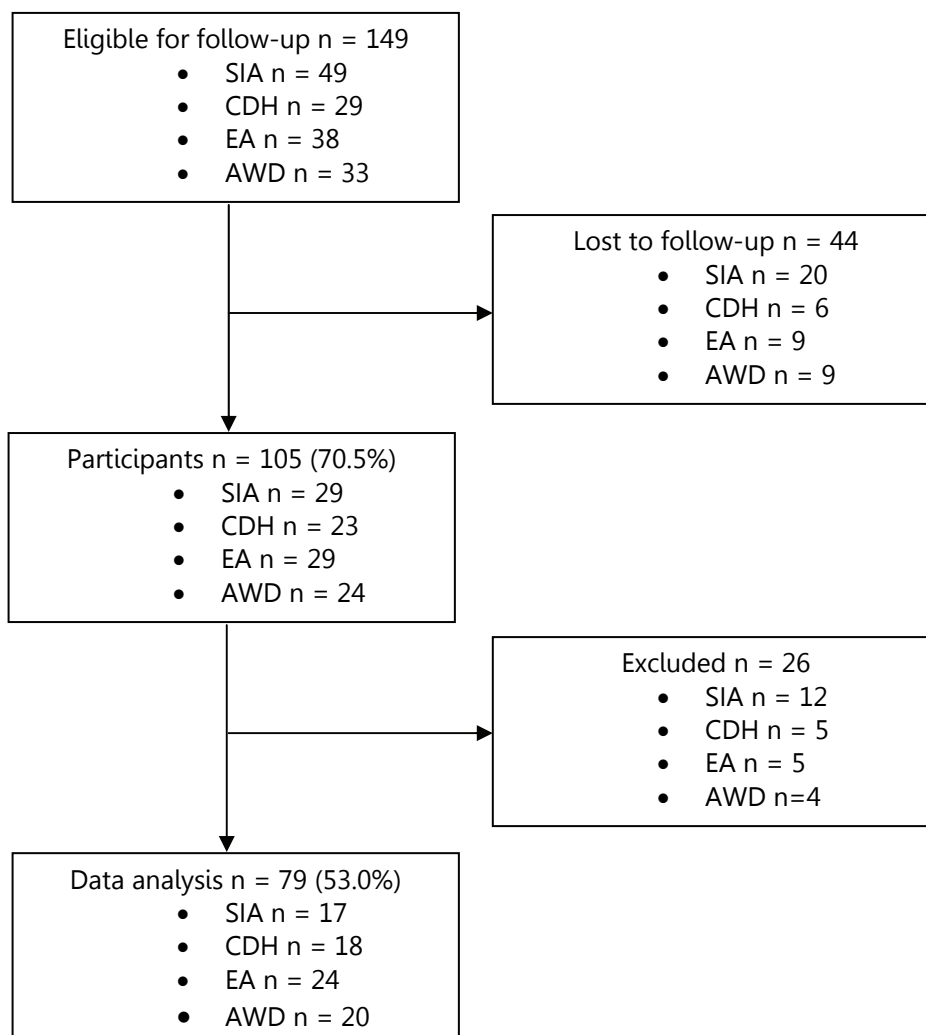 Eligible for follow-up n = 149
• SIA n = 49
• CDH n = 29
• EA n = 38
• AWD n = 33
Lost to follow-up n = 44
• SIA n = 20
• CDH n = 6
• EA n = 9
• AWD n = 9
Participants n = 105 (70.5%)
• SIA n = 29
• CDH n = 23
• EA n = 29
• AWD n = 24
Excluded n = 26
• SIA n = 12
• CDH n = 5
• EA n = 5
• AWD n=4
Data analysis n = 79 (53.0%)
• SIA n = 17
• CDH n = 18
• EA n = 24
• AWD n = 20